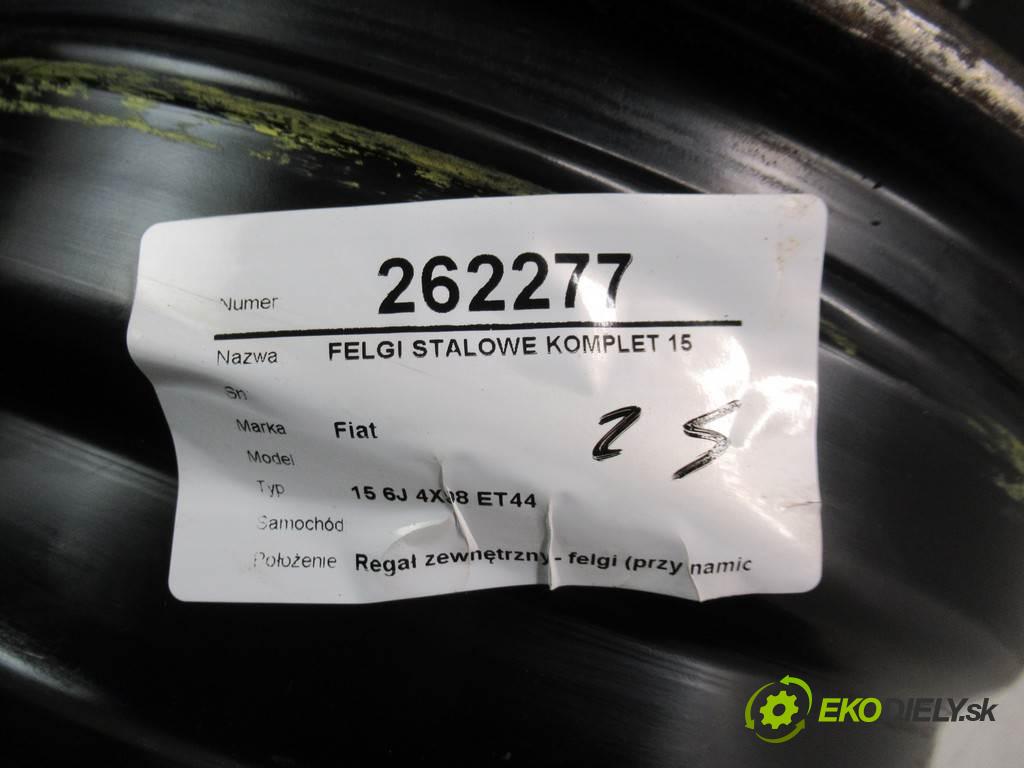 Numer 262277
Nazwa FELGI STALOWE KOMPLET 15
Sn
Marka Fiat
2 5
Model
Typ 15 6J 4X98 ET44
Samochód
Położenie Regał zewnętrzny - felgi (przy namic
EKODIELY.sk